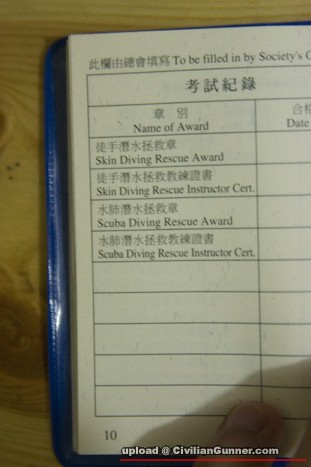 此欄由總會填寫 To be filled in by Society's
考試紀錄
章 別
Name of Award
合格
Date
徒手潛水拯救章
Skin Diving Rescue Award
徒手潛水拯救教練證書
Skin Diving Rescue Instructor Cert.
水肺潛水拯救章
Scuba Diving Rescue Award
水肺潛水拯救教練證書
Scuba Diving Rescue Instructor Cert.
10
upload @ CivilianGunner.com